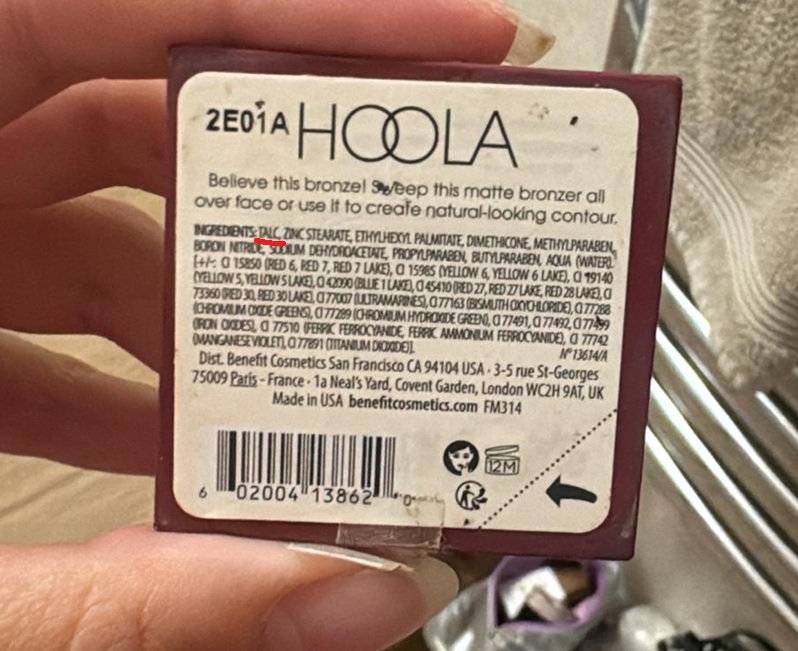 2E01A HOOLA
Believe this bronze! Sweep this matte bronzer all
over face or use it to create natural-looking contour.
INGREDIENTS: TALC, ZINC STEARATE, ETHYLHEXYL PALMITATE, DIMETHICONE, METHYLPARABEN,
BORON NITRIDE, SODIUM DEHYDROACETATE, PROPYLPARABEN, BUTYLPARABEN, AQUA (WATER).
[+/-: CI 15850 (RED 6, RED 7, RED 7 LAKE), CI 15985 (YELLOW 6, YELLOW 6 LAKE), CI 19140
(YELLOW 5, YELLOW 5 LAKE), CI 42090 (BLUE 1 LAKE), CI 45410 (RED 27, RED 27 LAKE, RED 28 LAKE), CI
73360 (RED 30, RED 30 LAKE), CI 77007 (ULTRAMARINES), CI 77163 (BISMUTH OXYCHLORIDE), CI 77288
(CHROMIUM OXIDE GREENS), CI 77289 (CHROMIUM HYDROXIDE GREEN), CI 77491, CI 77492, CI 77499
(IRON OXIDES), CI 77510 (FERRIC FERROCYANIDE, FERRIC AMMONIUM FERROCYANIDE), CI 77742
(MANGANESE VIOLET), CI 77891 (TITANIUM DIOXIDE)]. N° 13614/A
Dist. Benefit Cosmetics San Francisco CA 94104 USA · 3-5 rue St-Georges
75009 Paris - France · 1a Neal's Yard, Covent Garden, London WC2H 9AT, UK
Made in USA benefitcosmetics.com FM314
12M
6 02004 13862 0